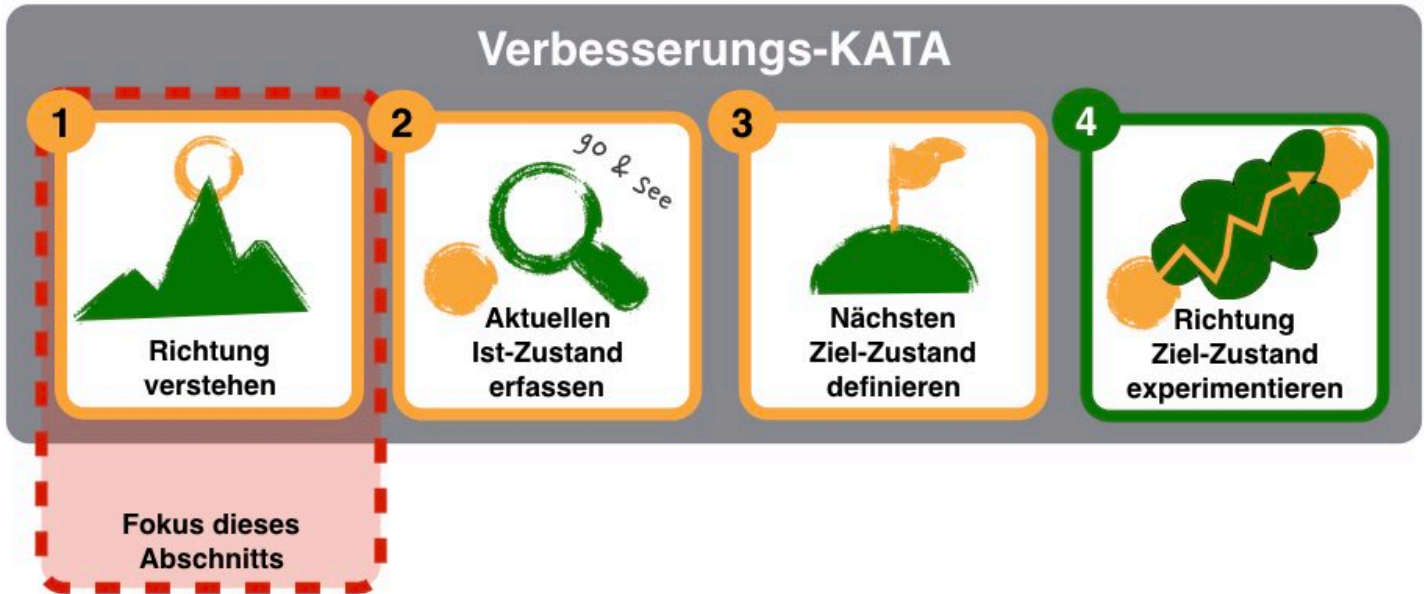 Verbesserungs-KATA
1
Richtung
verstehen
2
go & see
Aktuellen
Ist-Zustand
erfassen
3
Nächsten
Ziel-Zustand
definieren
4
Richtung
Ziel-Zustand
experimentieren
Fokus dieses
Abschnitts